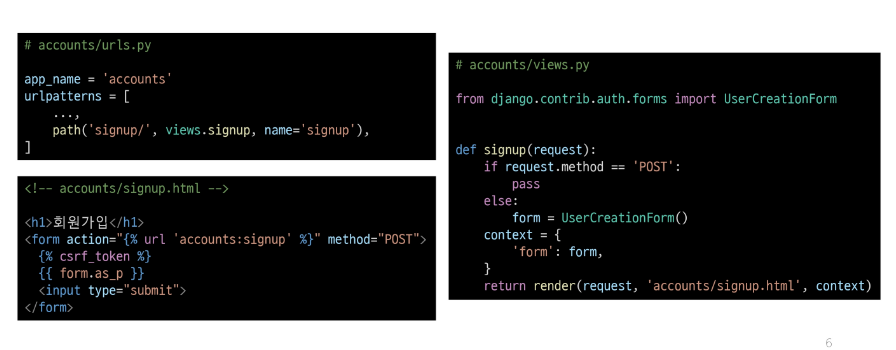 # accounts/urls.py
app_name = 'accounts'
urlpatterns = [
    ...,
    path('signup/', views.signup, name='signup'),
]
<!-- accounts/signup.html -->
<h1>회원가입</h1>
<form action="{% url 'accounts:signup' %}" method="POST">
  {% csrf_token %}
  {{ form.as_p }}
  <input type="submit">
</form>
# accounts/views.py
from django.contrib.auth.forms import UserCreationForm
def signup(request):
    if request.method == 'POST':
        pass
    else:
        form = UserCreationForm()
    context = {
        'form': form,
    }
    return render(request, 'accounts/signup.html', context)
6